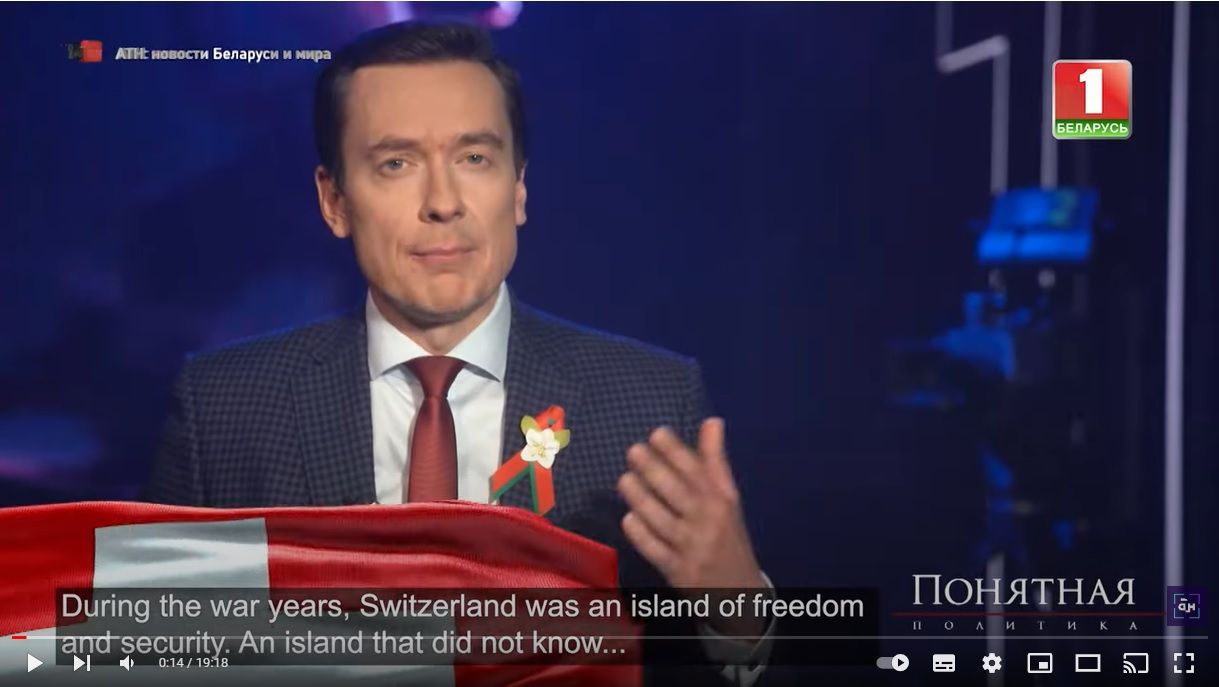 АТН: новости Беларуси и мира
1
БЕЛАРУСЬ
During the war years, Switzerland was an island of freedom
and security. An island that did not know...
ПОНЯТНАЯ
ПОЛИТИКА
0:14 / 19:18